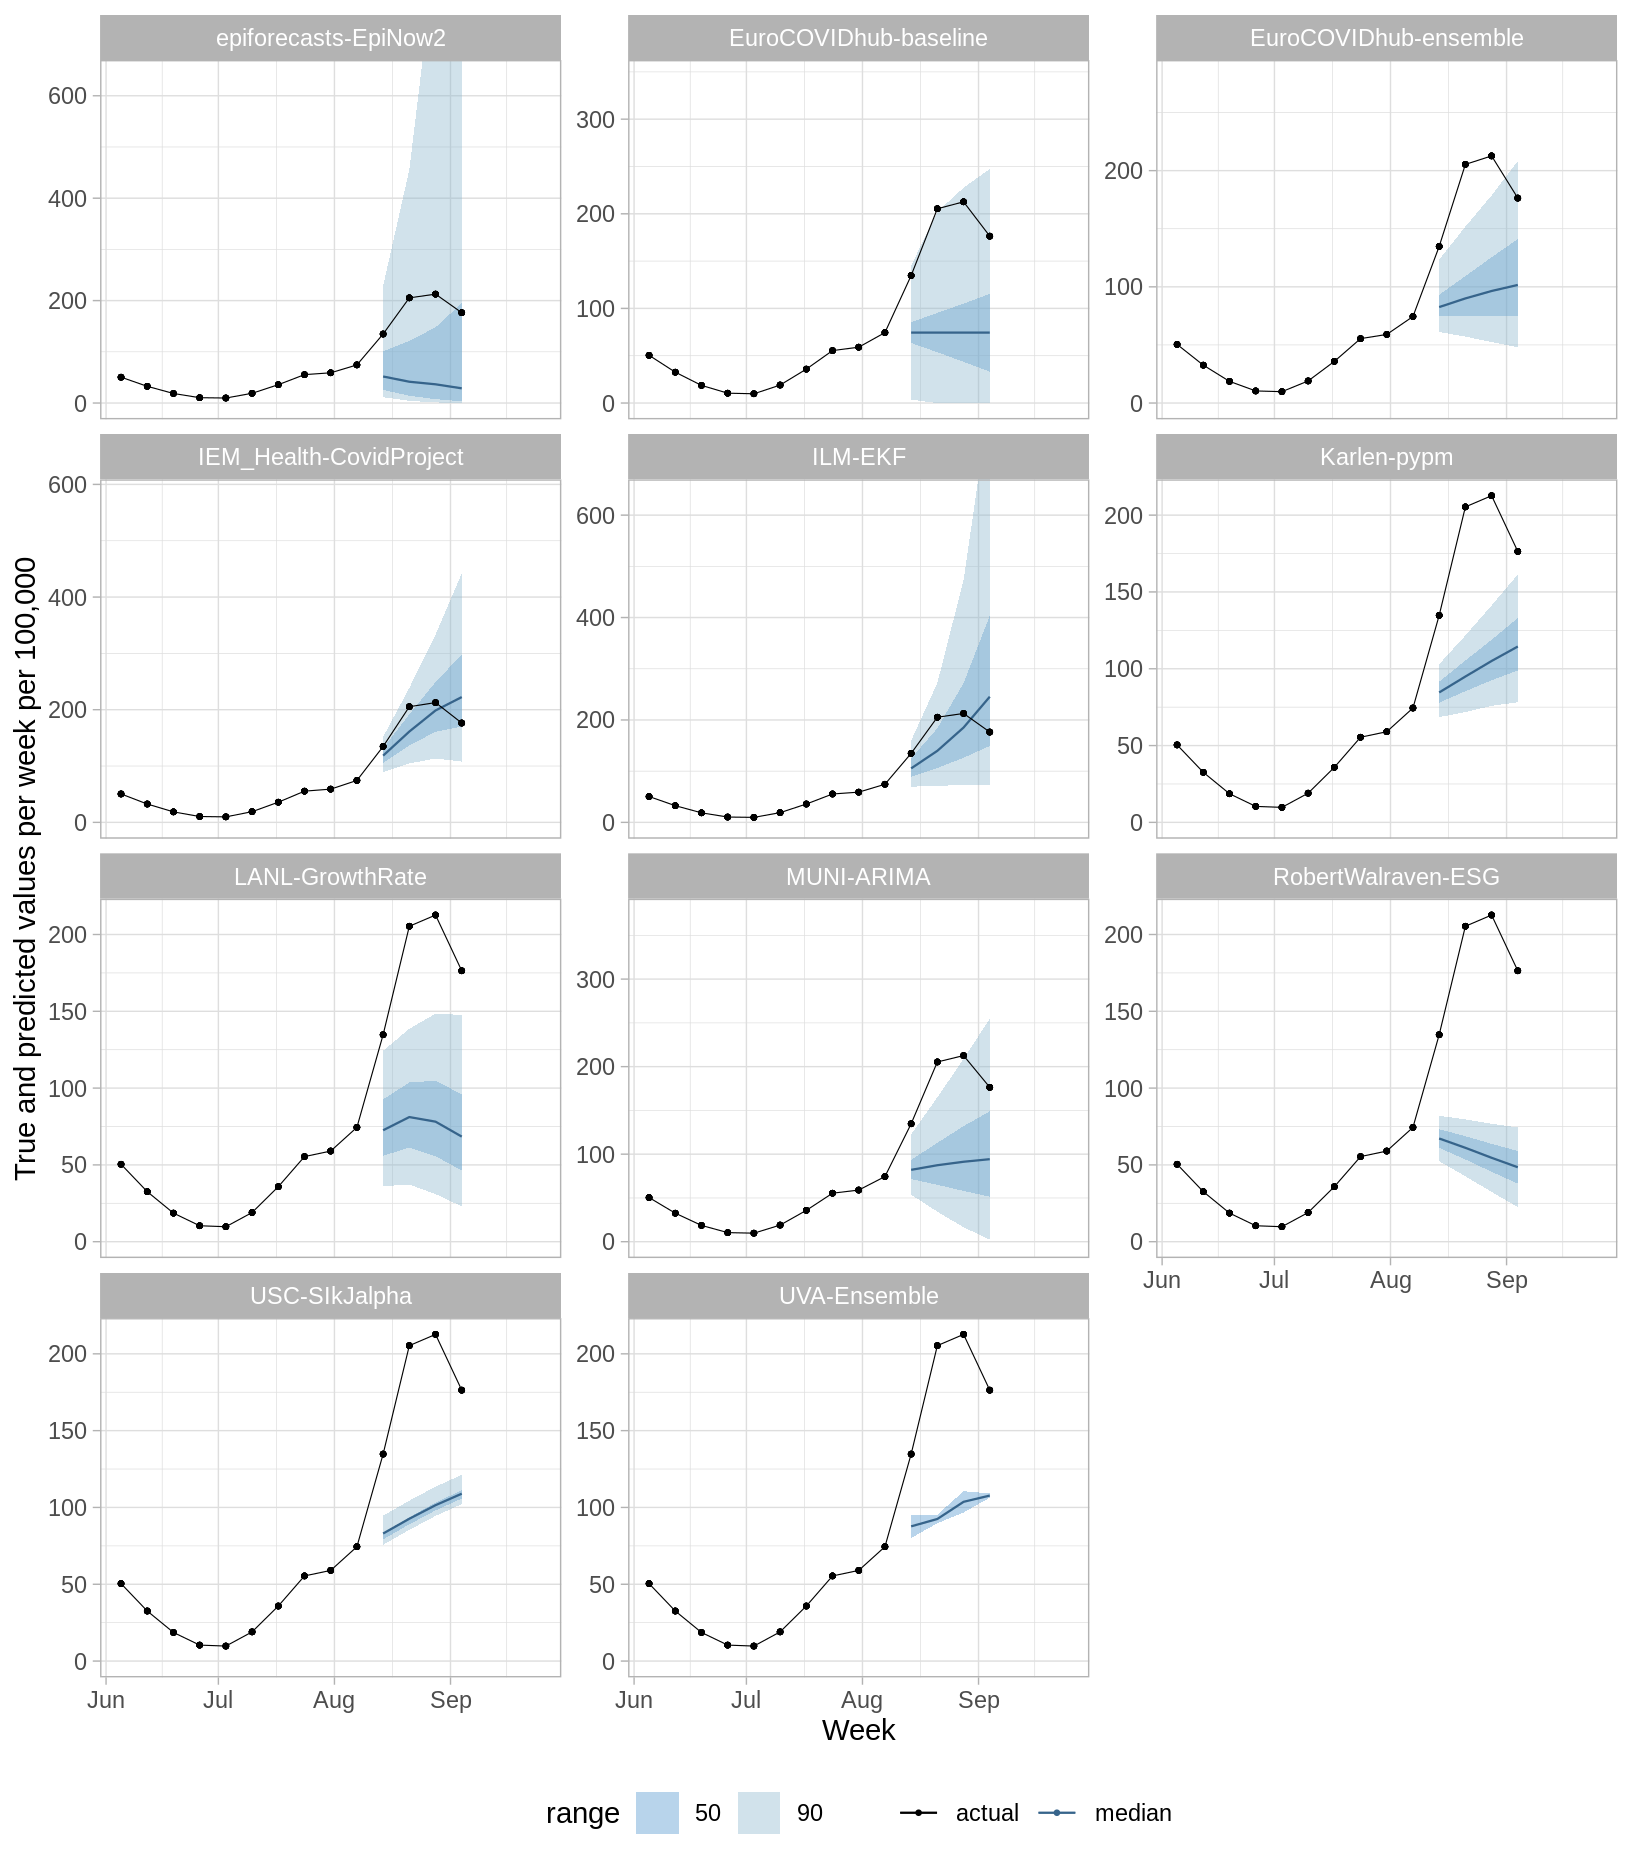 epiforecasts-EpiNow2
EuroCOVIDhub-baseline
EuroCOVIDhub-ensemble
600
400
200
0
300
200
100
0
200
100
0
IEM_Health-CovidProject
ILM-EKF
Karlen-pypm
600
400
200
0
600
400
200
0
200
150
100
50
0
True and predicted values per week per 100,000
LANL-GrowthRate
MUNI-ARIMA
RobertWalraven-ESG
200
150
100
50
0
300
200
100
0
200
150
100
50
0
Jun Jul Aug Sep
USC-SIkJalpha
UVA-Ensemble
200
150
100
50
0
200
150
100
50
0
Jun Jul Aug Sep
Jun Jul Aug Sep
Week
range 50 90 actual median